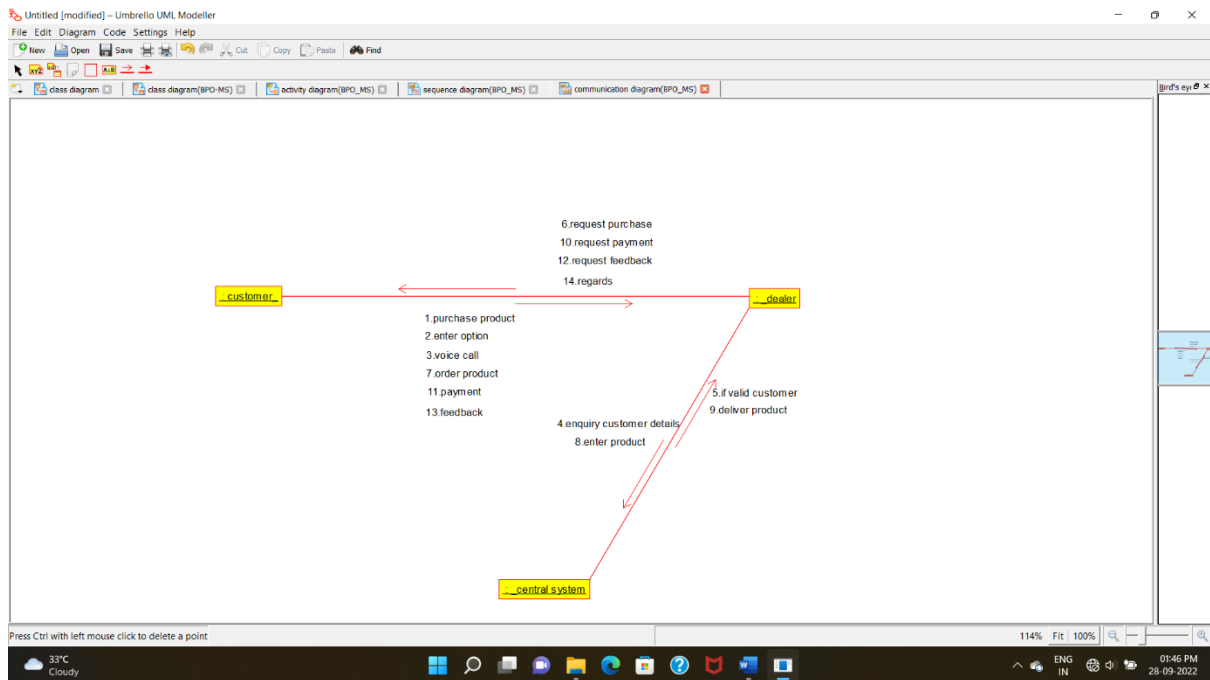 Untitled [modified] – Umbrello UML Modeller
File Edit Diagram Code Settings Help
New Open Save Cut Copy Paste Find
class diagram class diagram(BPO-MS) activity diagram(BPO_MS) sequence diagram(BPO_MS) communication diagram(BPO_MS) Bird's eye
6.request purchase
10.request payment
12.request feedback
14.regards
: customer_
: _dealer
1.purchase product
2.enter option
3.voice call
7.order product
11.payment
13.feedback
5.if valid customer
9.deliver product
4.enquiry customer details
8.enter product
: _central system
Press Ctrl with left mouse click to delete a point
114% Fit 100%
33°C
Cloudy
ENG
IN
01:46 PM
28-09-2022